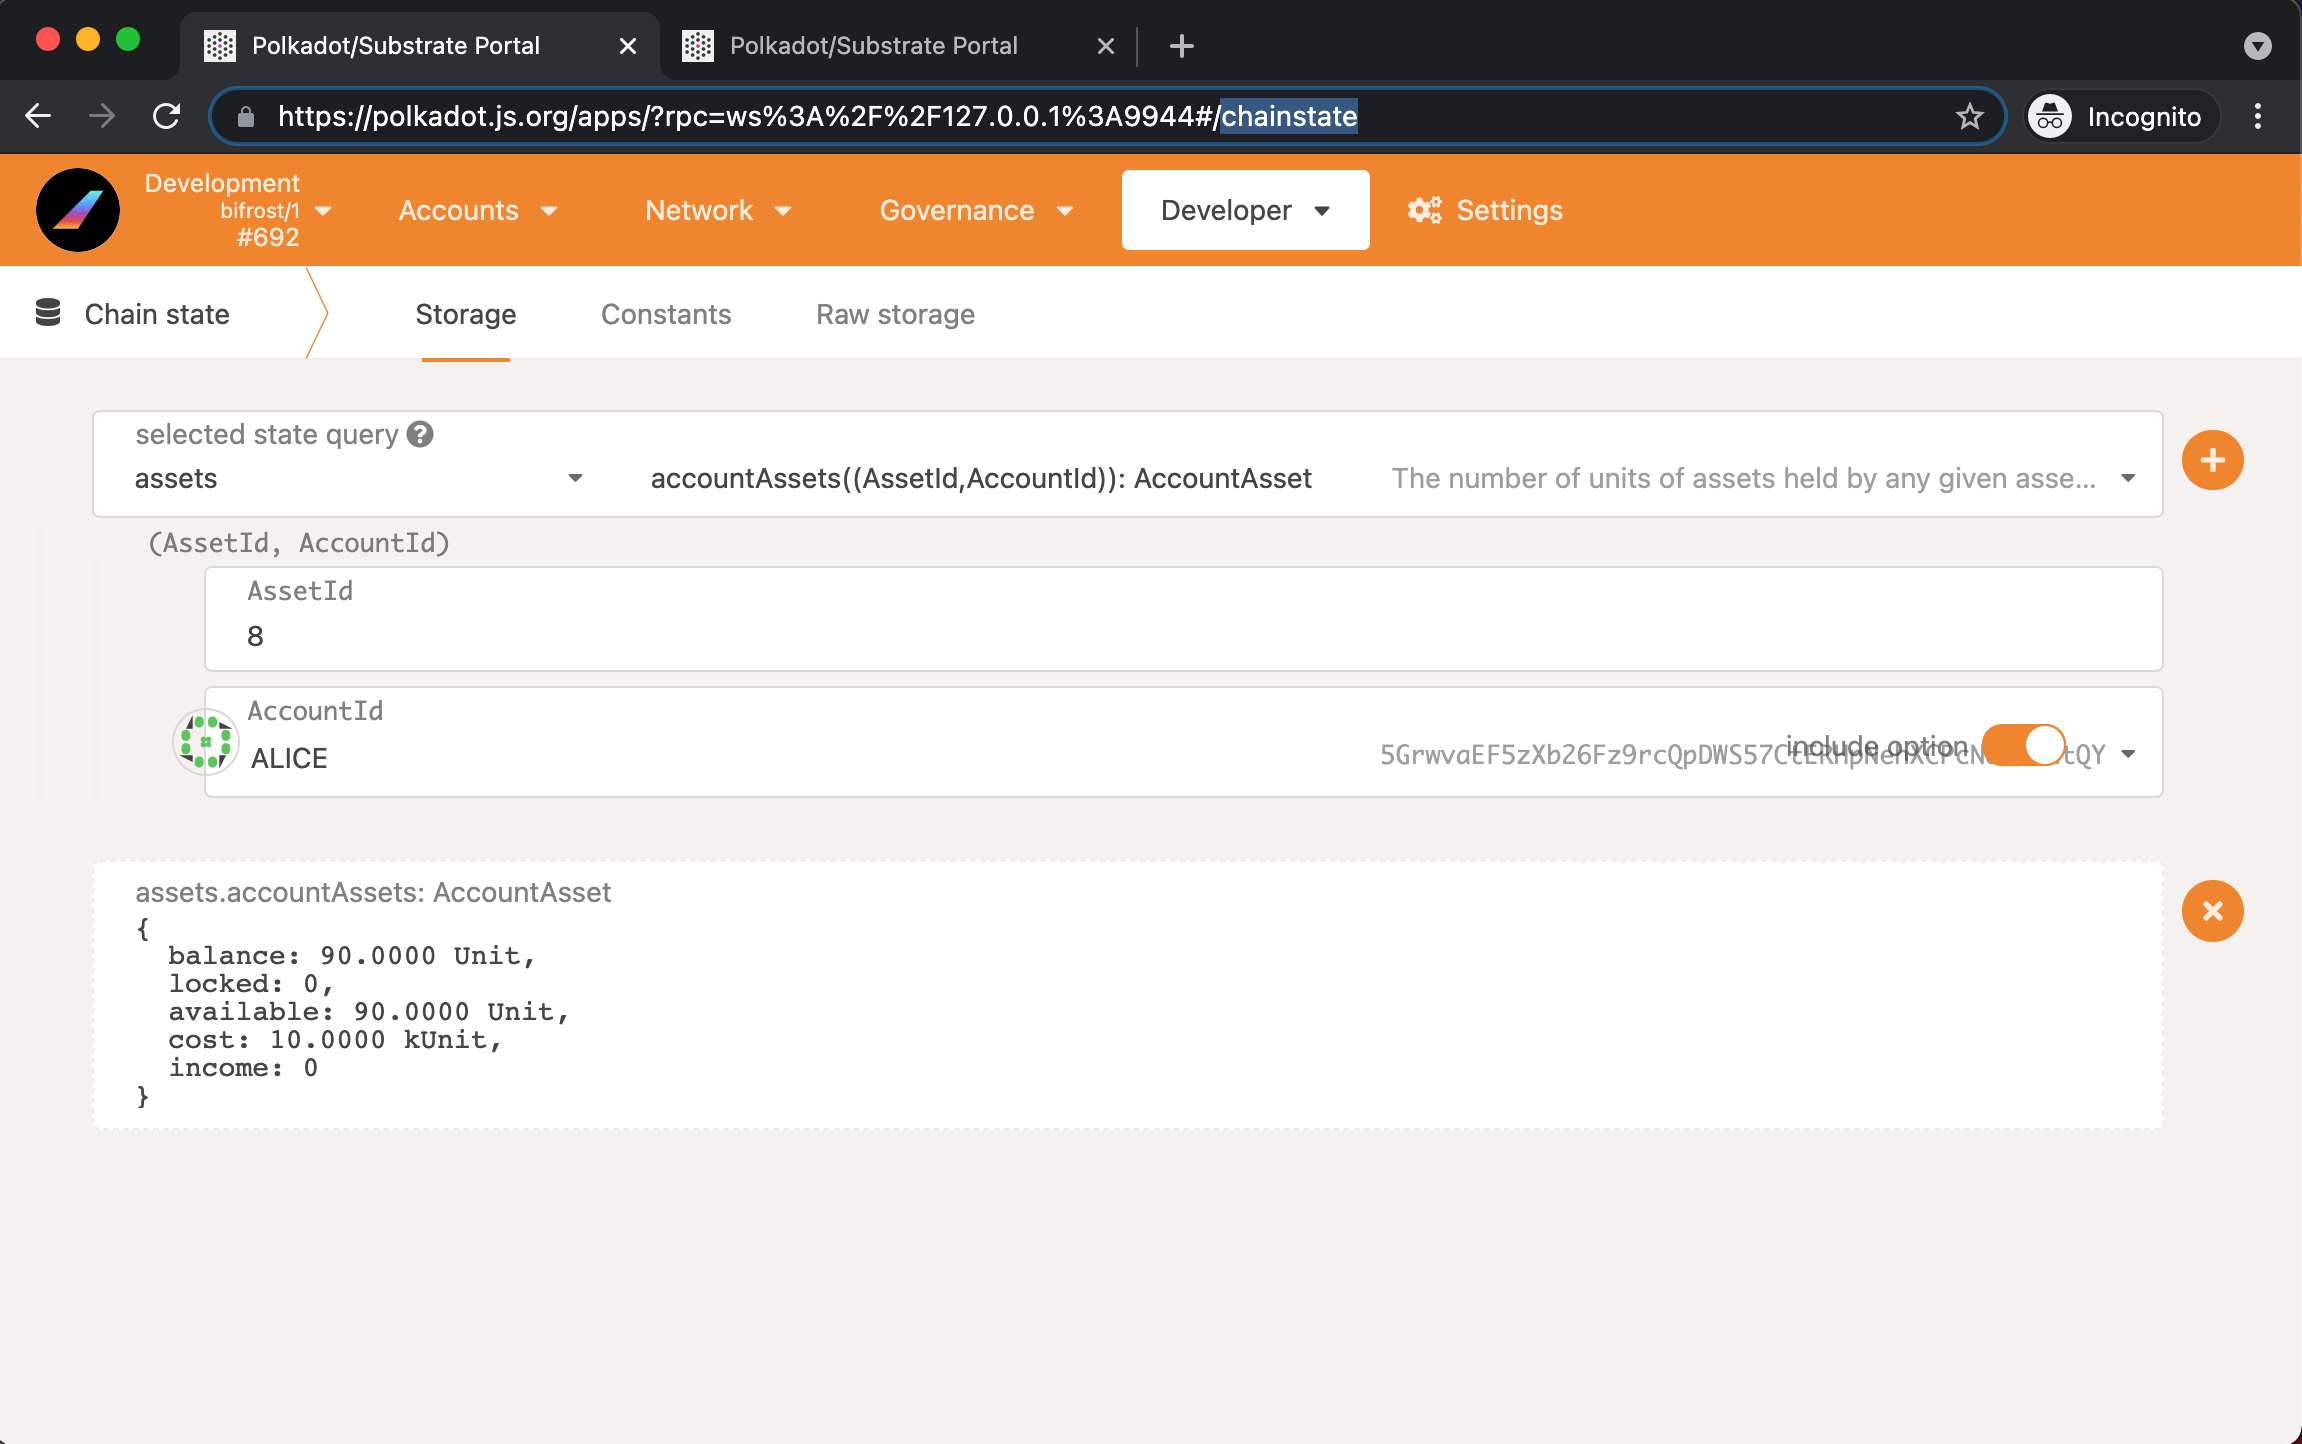 Polkadot/Substrate Portal
Polkadot/Substrate Portal
https://polkadot.js.org/apps/?rpc=ws%3A%2F%2F127.0.0.1%3A9944#/chainstate
Incognito
Development
bifrost/1
#692
Accounts
Network
Governance
Developer
Settings
Chain state
Storage
Constants
Raw storage
selected state query
assets
accountAssets((AssetId,AccountId)): AccountAsset
The number of units of assets held by any given asse...
(AssetId, AccountId)
AssetId
8
AccountId
ALICE
include option
assets.accountAssets: AccountAsset
{
balance: 90.0000 Unit,
locked: 0,
available: 90.0000 Unit,
cost: 10.0000 kUnit,
income: 0
}